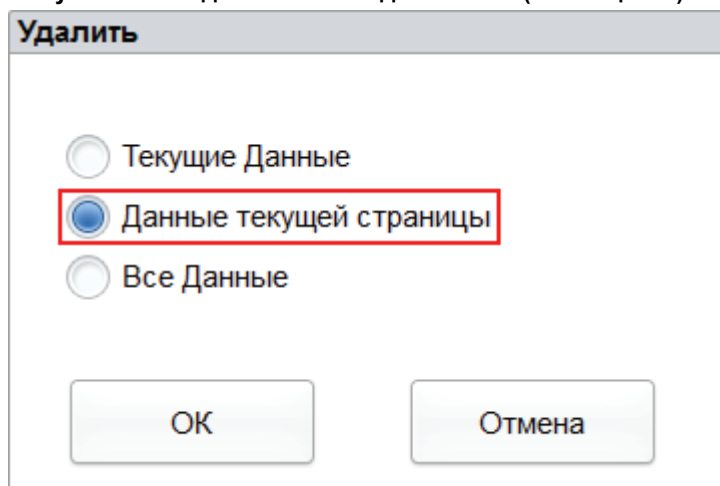 Удалить
Текущие Данные
Данные текущей страницы
Все Данные
ОК Отмена